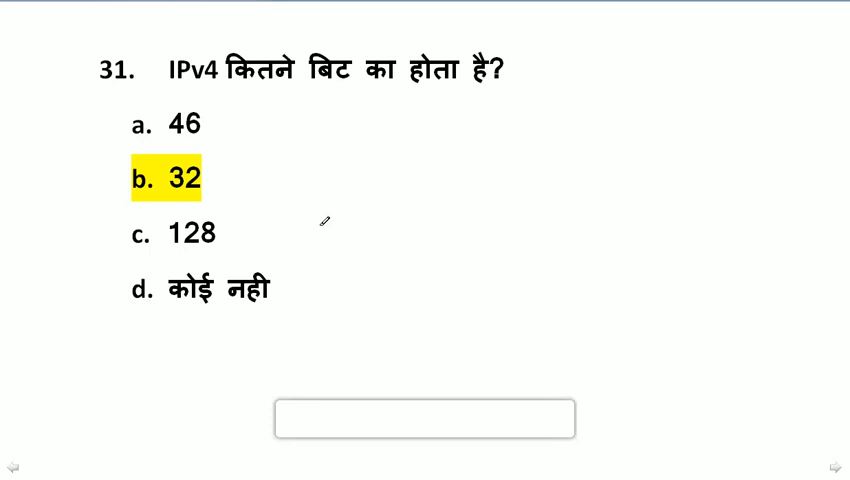 31. IPv4 कितने बिट का होता है?
a. 46
b. 32
c. 128
d. कोई नही